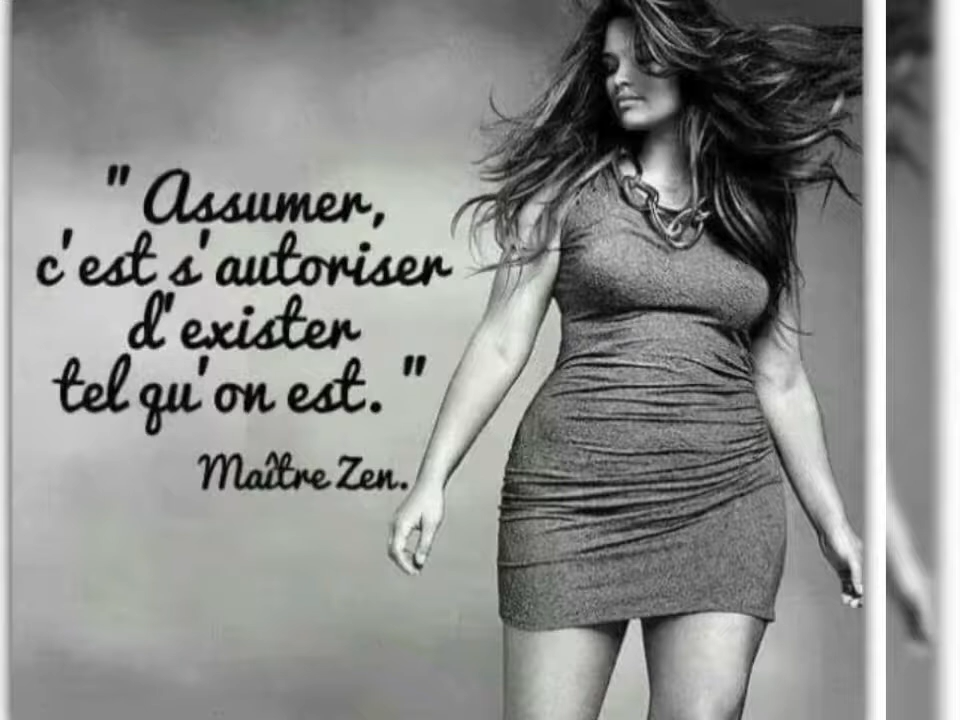 " Assumer,
c'est s'autoriser
d'exister
tel qu'on est. "
Maître Zen.